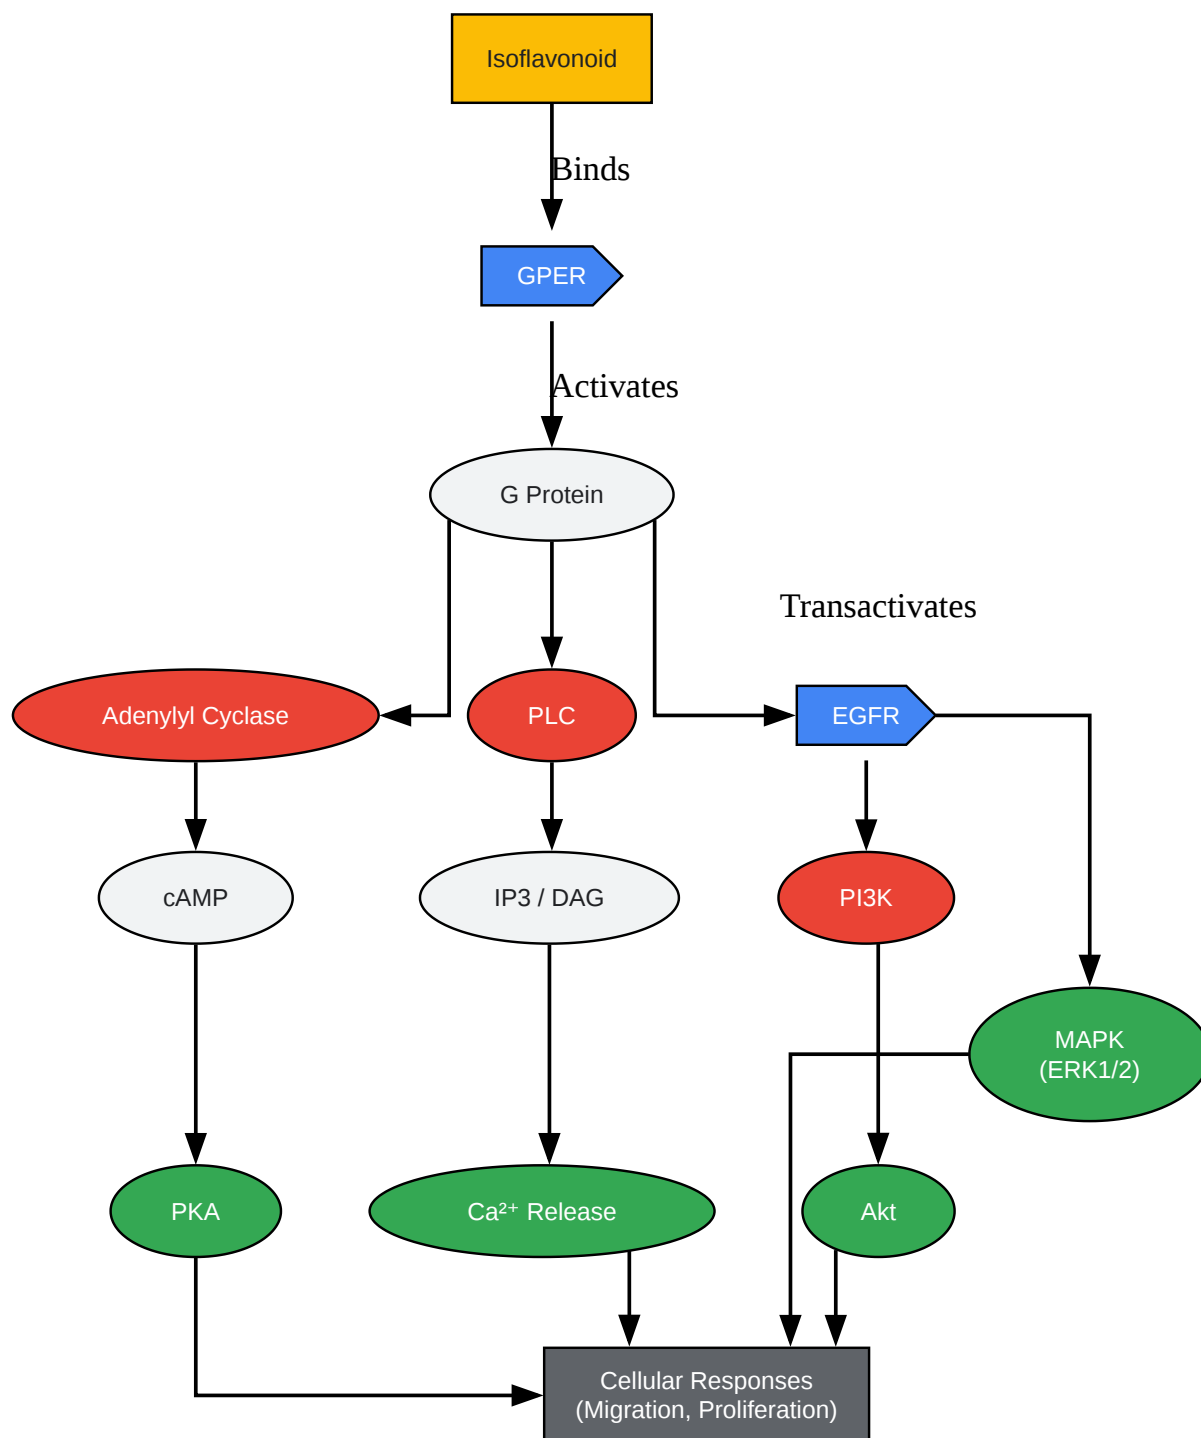 Isoflavonoid
Binds
GPER
Activates
G Protein
Transactivates
Adenylyl Cyclase
PLC
EGFR
cAMP
IP3 / DAG
PI3K
MAPK
(ERK1/2)
PKA
Ca²⁺ Release
Akt
Cellular Responses
(Migration, Proliferation)